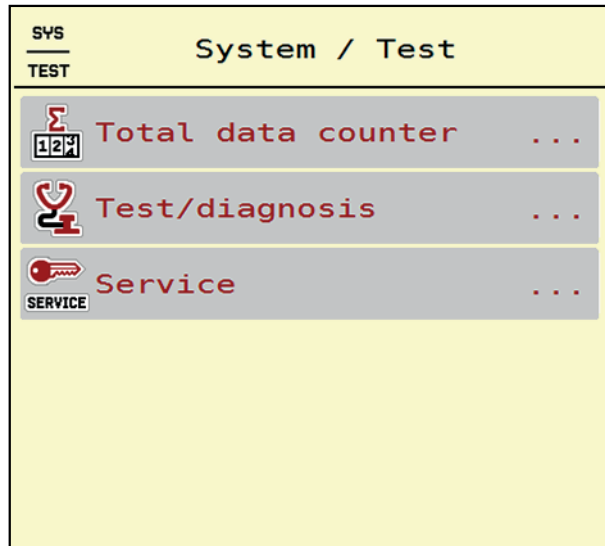 SYS
TEST
System / Test
Σ
123
Total data counter ...
Test/diagnosis ...
Service ...
SERVICE